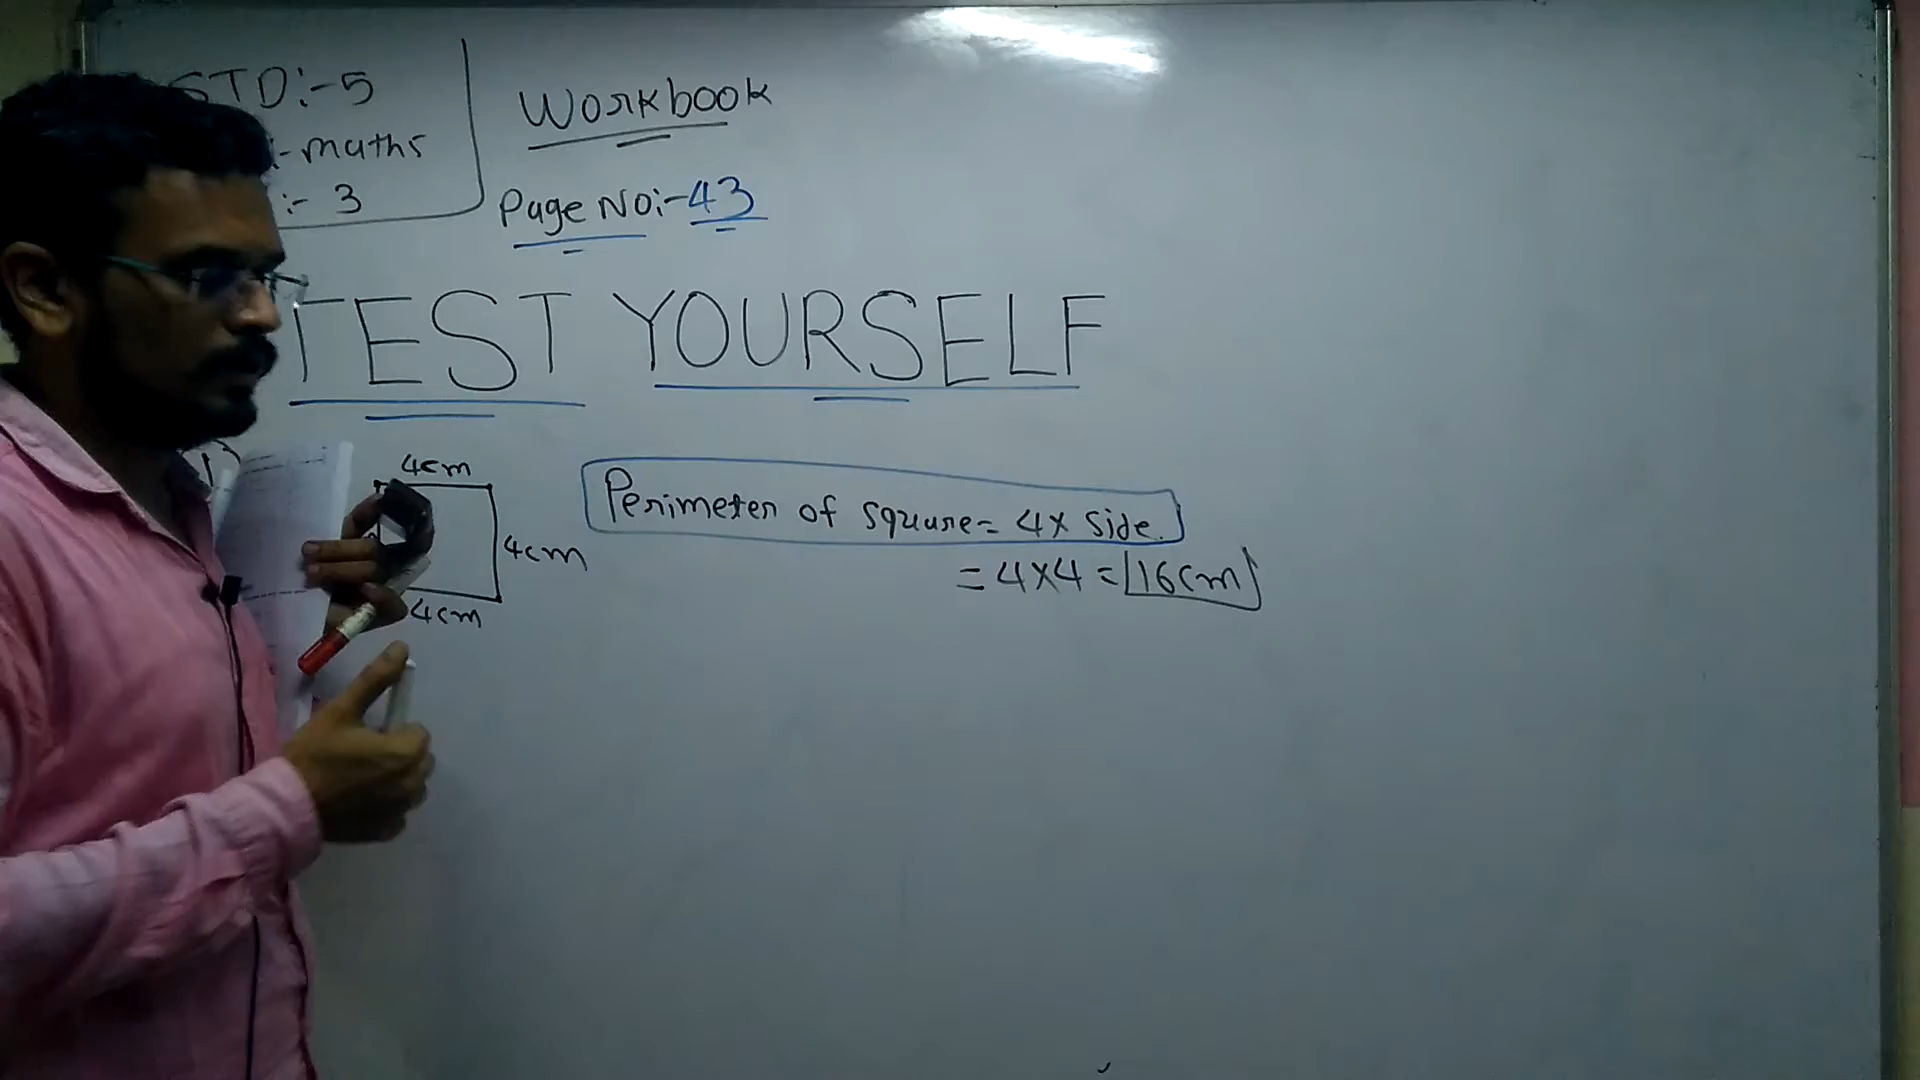 STD:-5
:- maths
:- 3
Workbook
Page No:-43
TEST YOURSELF
1)
4cm
4cm
4cm
Perimeter of square = 4x side.
= 4x4 = 16cm